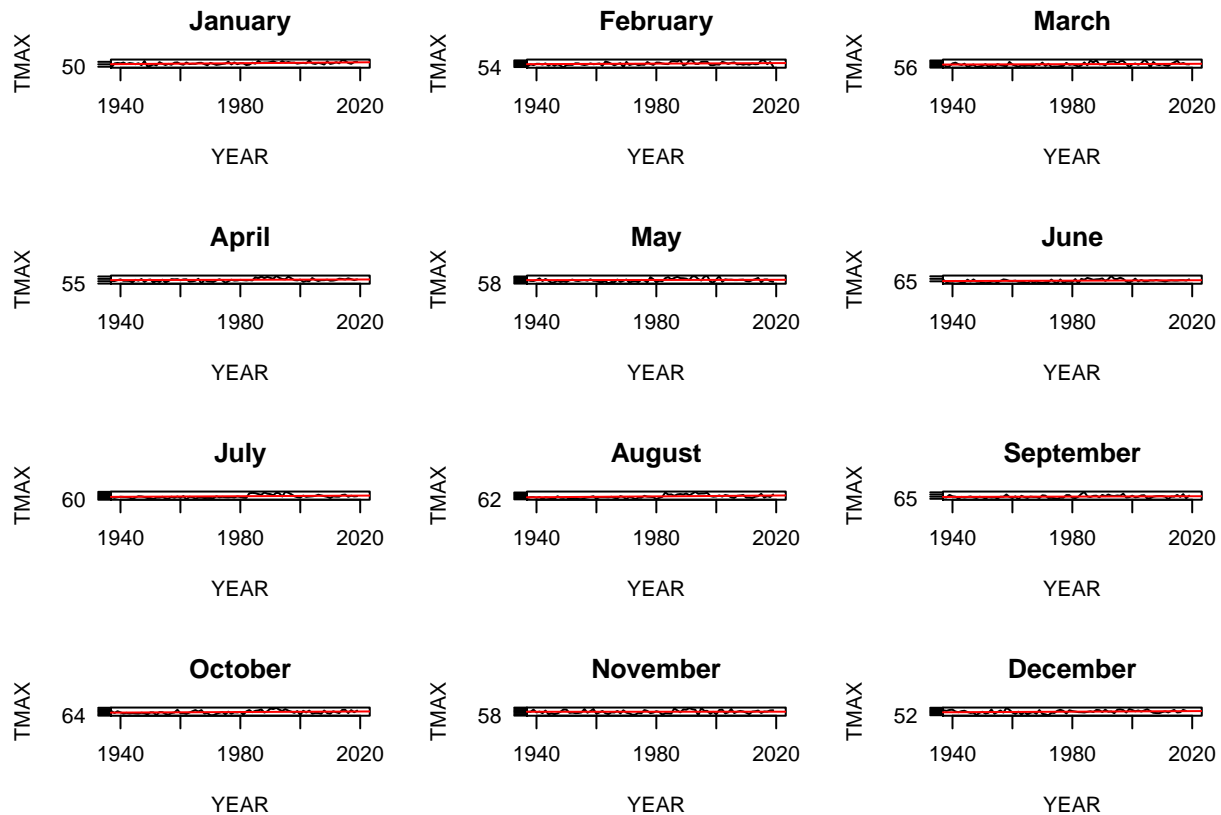 January
TMAX
50
1940 1980 2020
YEAR
February
TMAX
54
1940 1980 2020
YEAR
March
TMAX
56
1940 1980 2020
YEAR
April
TMAX
55
1940 1980 2020
YEAR
May
TMAX
58
1940 1980 2020
YEAR
June
TMAX
65
1940 1980 2020
YEAR
July
TMAX
60
1940 1980 2020
YEAR
August
TMAX
62
1940 1980 2020
YEAR
September
TMAX
65
1940 1980 2020
YEAR
October
TMAX
64
1940 1980 2020
YEAR
November
TMAX
58
1940 1980 2020
YEAR
December
TMAX
52
1940 1980 2020
YEAR